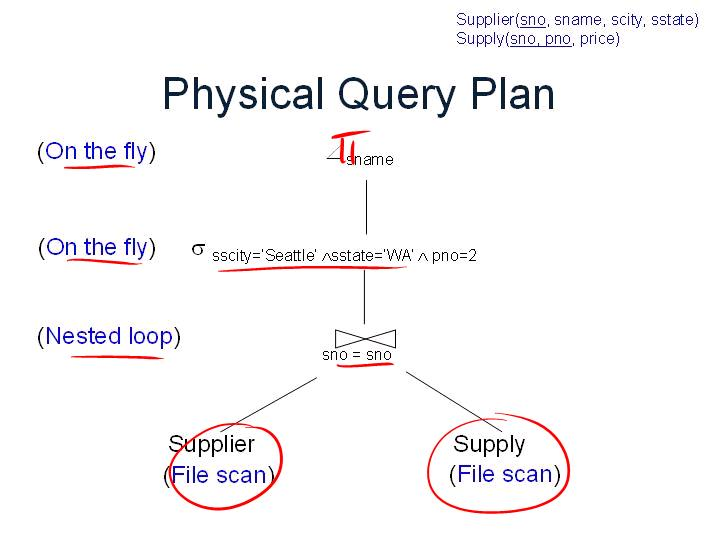 Supplier(sno, sname, scity, sstate)
Supply(sno, pno, price)
Physical Query Plan
(On the fly)
π sname
(On the fly) σ sscity='Seattle' ∧sstate='WA' ∧ pno=2
(Nested loop)
sno = sno
Supplier Supply
(File scan) (File scan)